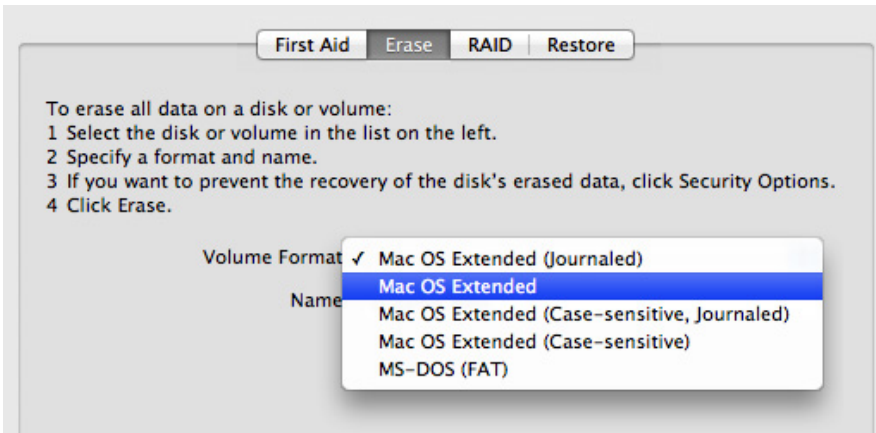 First Aid Erase RAID Restore
To erase all data on a disk or volume:
1 Select the disk or volume in the list on the left.
2 Specify a format and name.
3 If you want to prevent the recovery of the disk's erased data, click Security Options.
4 Click Erase.
Volume Format ✓ Mac OS Extended (Journaled)
Name Mac OS Extended
Mac OS Extended (Case-sensitive, Journaled)
Mac OS Extended (Case-sensitive)
MS-DOS (FAT)